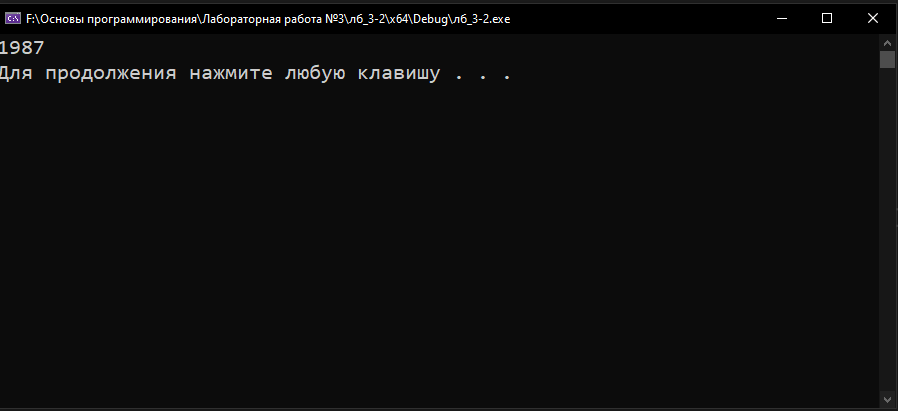 F:\Основы программирования\Лабораторная работа №3\лб_3-2\x64\Debug\лб_3-2.exe
1987
Для продолжения нажмите любую клавишу . . .